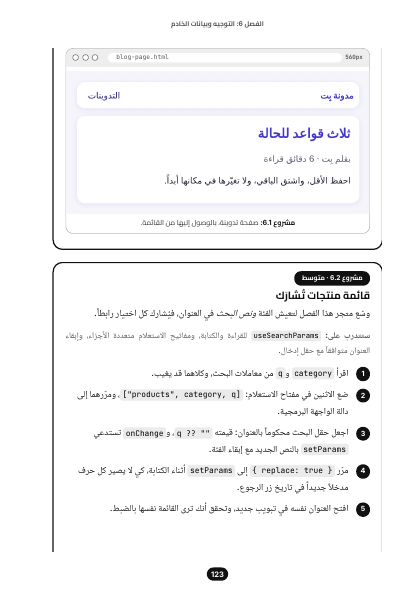 الفصل 6: التوجيه وبيانات الخادم
blog-page.html
560px
مدونة بِت
التدوينات
ثلاث قواعد للحالة
بقلم بِت · 6 دقائق قراءة
احفظ الأقل، واشتق الباقي، ولا تغيّرها في مكانها أبداً.
مشروع 6.1: صفحة تدوينة، بالوصول إليها من القائمة.
مشروع 6.2 · متوسط
قائمة منتجات تُشارَك
وسّع متجر هذا الفصل لتعيش الفئة ونص البحث في العنوان، فيُشارك كل اختيار رابطاً.
ستتدرب على: useSearchParams للقراءة والكتابة، ومفاتيح الاستعلام متعددة الأجزاء، وإبقاء
العنوان متوافقاً مع حقل إدخال.
1 اقرأ category و q من معاملات البحث، وكلاهما قد يغيب.
2 ضع الاثنين في مفتاح الاستعلام: ["products", category, q]، ومرّرهما إلى
دالة الواجهة البرمجية.
3 اجعل حقل البحث محكوماً بالعنوان: قيمته q ?? ""، و onChange تستدعي
setParams بالنص الجديد مع إبقاء الفئة.
4 مرّر { replace: true } إلى setParams أثناء الكتابة، كي لا يصير كل حرف
مدخلاً جديداً في تاريخ زر الرجوع.
5 افتح العنوان نفسه في تبويب جديد، وتحقق أنك ترى القائمة نفسها بالضبط.
123